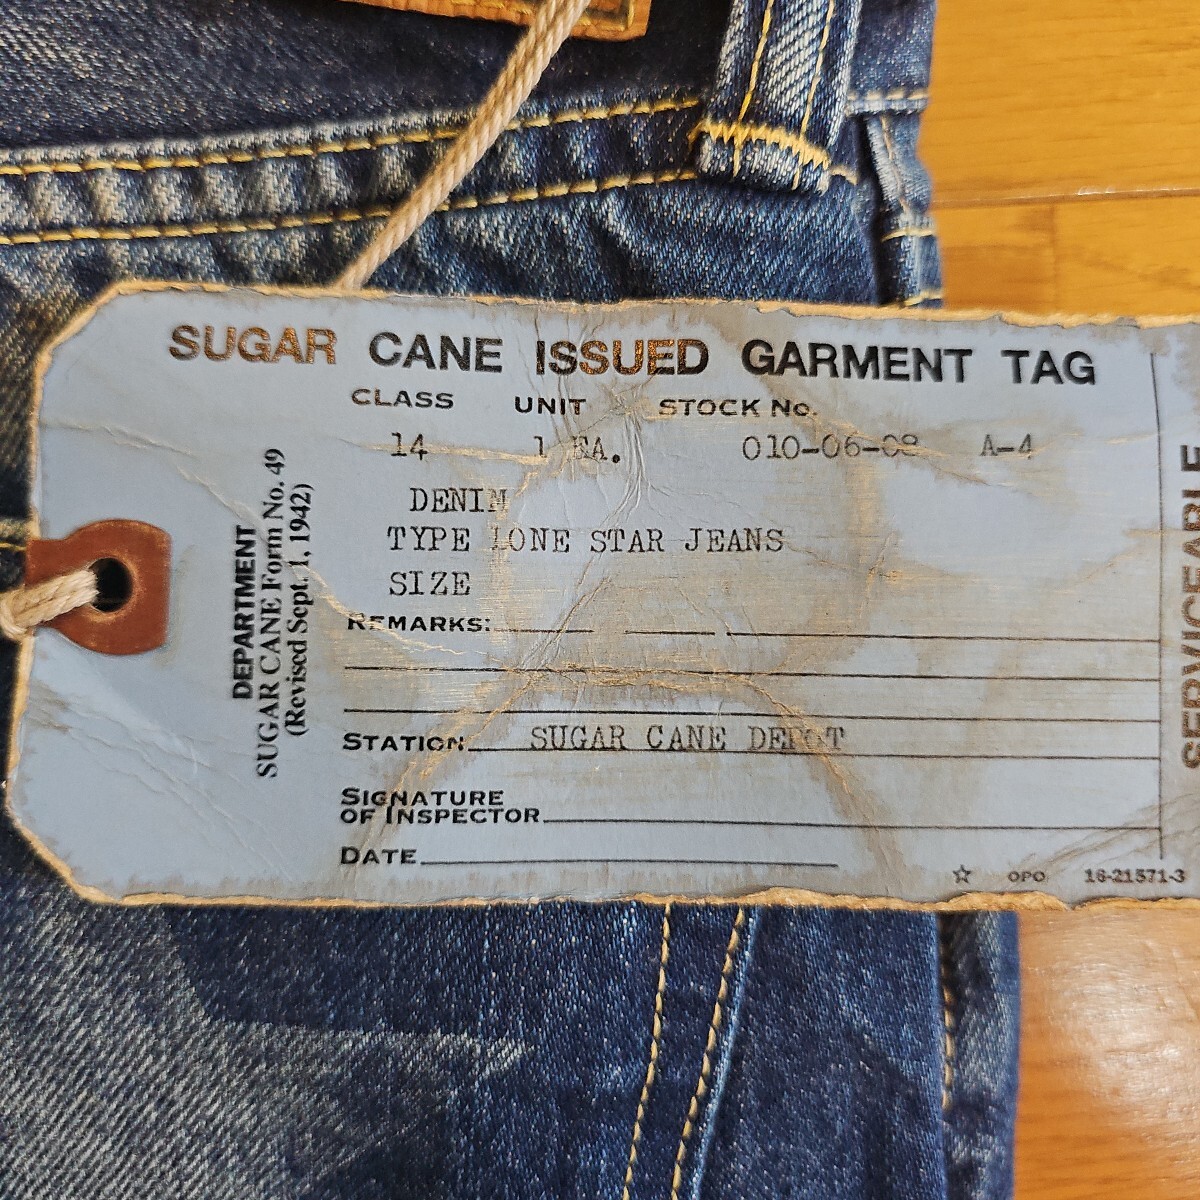 SUGAR CANE ISSUED GARMENT TAG
CLASS UNIT STOCK No.
14 1 EA. 010-06-08 A-4
DENIM
TYPE LONE STAR JEANS
SIZE
REMARKS:
STATION SUGAR CANE DEPOT
SIGNATURE
OF INSPECTOR
DATE
☆ OPO 16-21571-3
DEPARTMENT
SUGAR CANE Form No. 49
(Revised Sept. 1, 1942)
SERVICEABLE